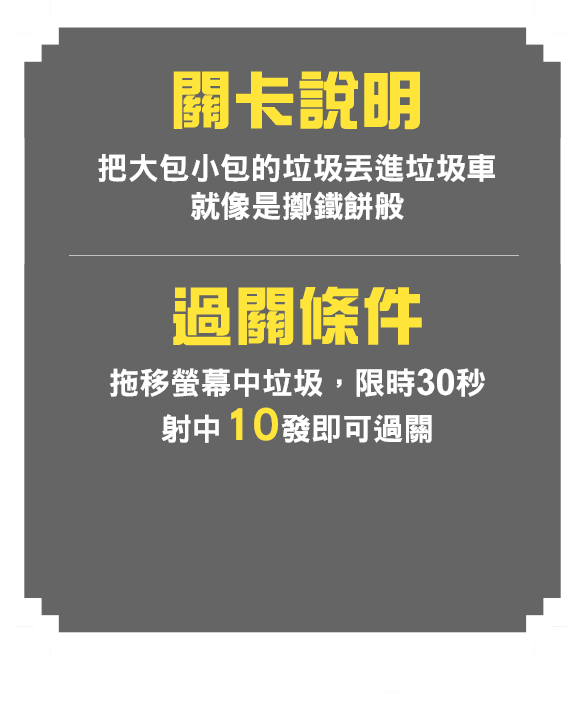 關卡說明
把大包小包的垃圾丟進垃圾車
就像是擲鐵餅般
過關條件
拖移螢幕中垃圾，限時30秒
射中10發即可過關